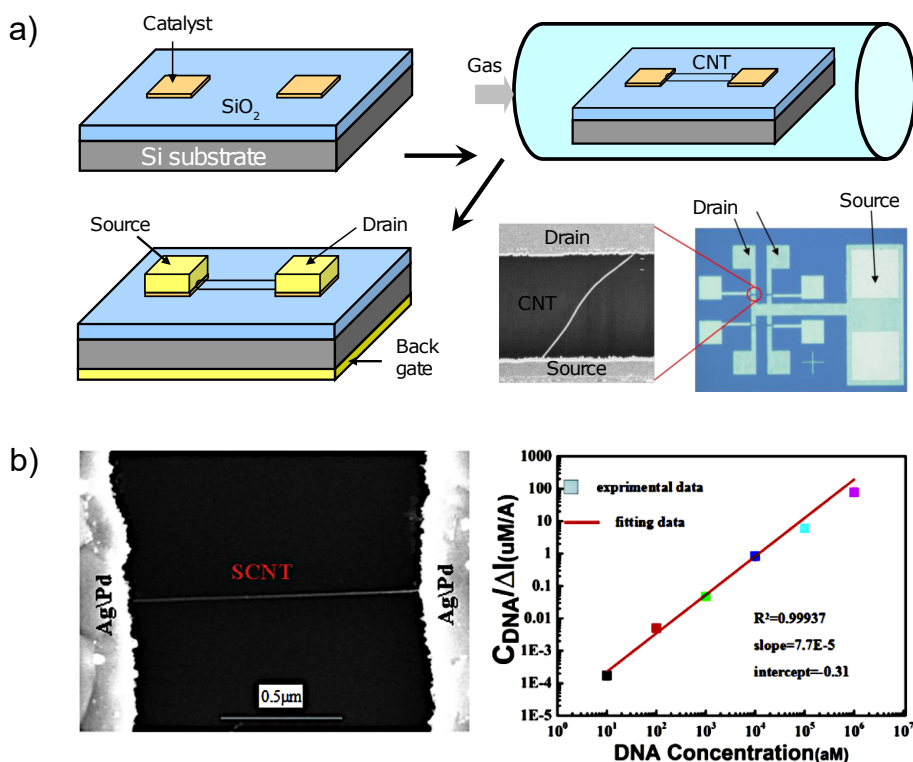 a)
Catalyst
SiO2
Si substrate
Gas
CNT
Source
Drain
Back
gate
Drain
CNT
Source
Drain
Source
b)
Ag\Pd
SCNT
Ag\Pd
0.5μm
CDNA/ΔI(uM/A)
1000
100
10
1
0.1
0.01
1E-3
1E-4
1E-5
exprimental data
fitting data
R²=0.99937
slope=7.7E-5
intercept=-0.31
10⁰ 10¹ 10² 10³ 10⁴ 10⁵ 10⁶ 10⁷
DNA Concentration(aM)